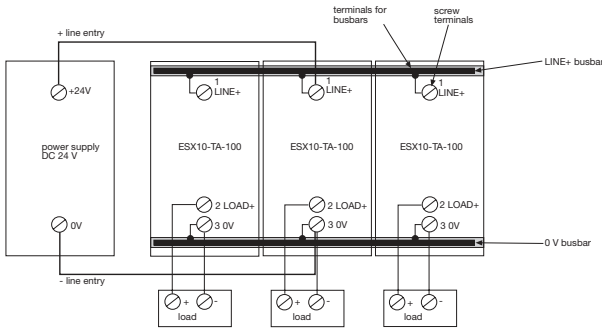 terminals for
busbars
screw
terminals
+ line entry
LINE+ busbar
+24V
1
LINE+
1
LINE+
1
LINE+
power supply
DC 24 V
ESX10-TA-100
ESX10-TA-100
ESX10-TA-100
2 LOAD+
2 LOAD+
2 LOAD+
0V
3 0V
3 0V
3 0V
0 V busbar
- line entry
+ -
load
+ -
load
+ -
load